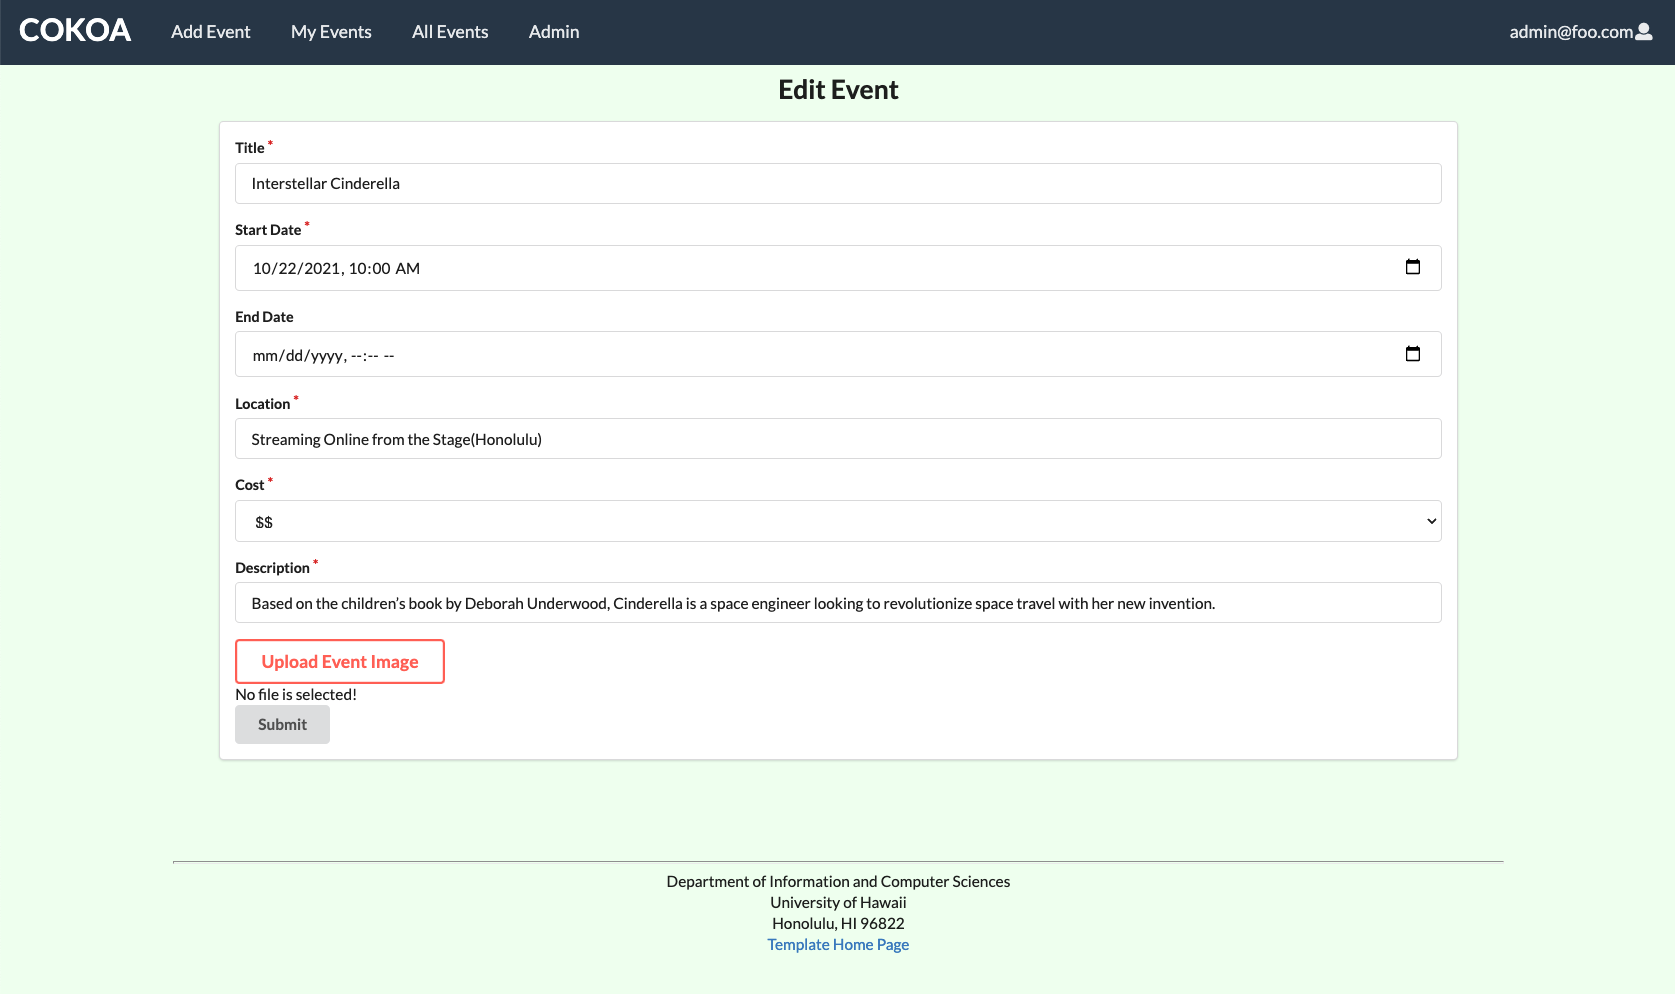 COKOA Add Event My Events All Events Admin admin@foo.com
Edit Event
Title *
Interstellar Cinderella
Start Date *
10/22/2021, 10:00 AM
End Date
mm/dd/yyyy, --:-- --
Location *
Streaming Online from the Stage(Honolulu)
Cost *
$$
Description *
Based on the children’s book by Deborah Underwood, Cinderella is a space engineer looking to revolutionize space travel with her new invention.
Upload Event Image
No file is selected!
Submit
Department of Information and Computer Sciences
University of Hawaii
Honolulu, HI 96822
Template Home Page